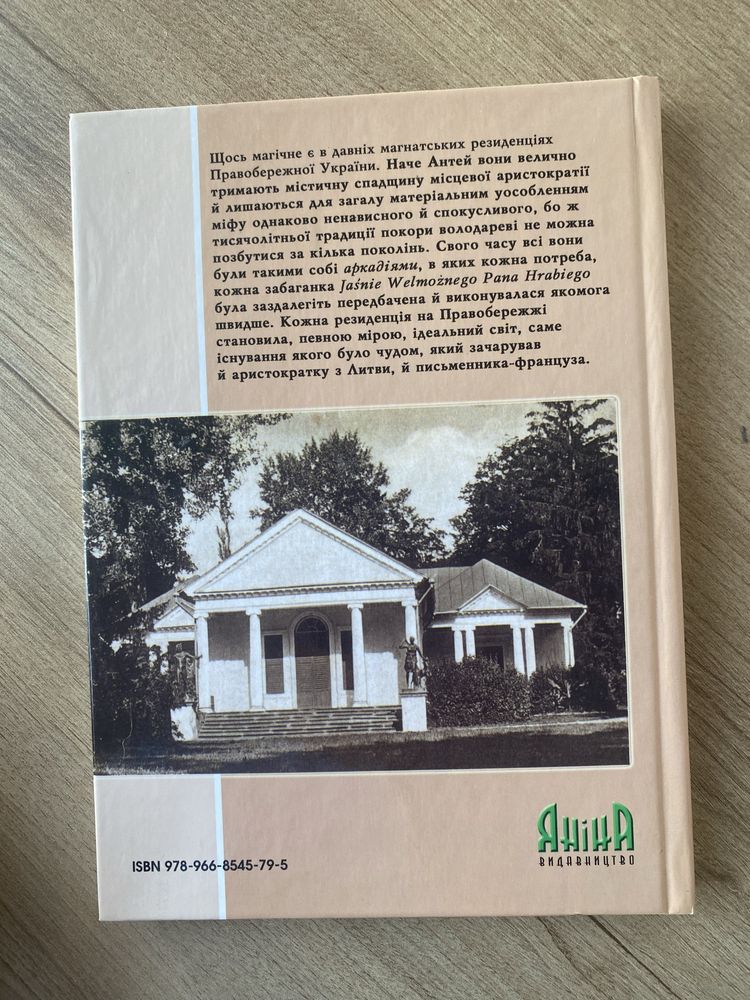 Щось магічне є в давніх магнатських резиденціях
Правобережної України. Наче Антей вони велично
тримають містичну спадщину місцевої аристократії
й лишаються для загалу матеріальним уособленням
міфу однаково ненависного й спокусливого, бо ж
тисячолітньої традиції покори володареві не можна
позбутися за кілька поколінь. Свого часу всі вони
були такими собі аркадіями, в яких кожна потреба,
кожна забаганка Jaśnie Welmożnego Pana Hrabiego
була заздалегіть передбачена й виконувалася якомога
швидше. Кожна резиденція на Правобережжі
становила, певною мірою, ідеальний світ, саме
існування якого було чудом, який зачарував
й аристократку з Литви, й письменника-француза.
ЯНІНА
ВИДАВНИЦТВО
ISBN 978-966-8545-79-5